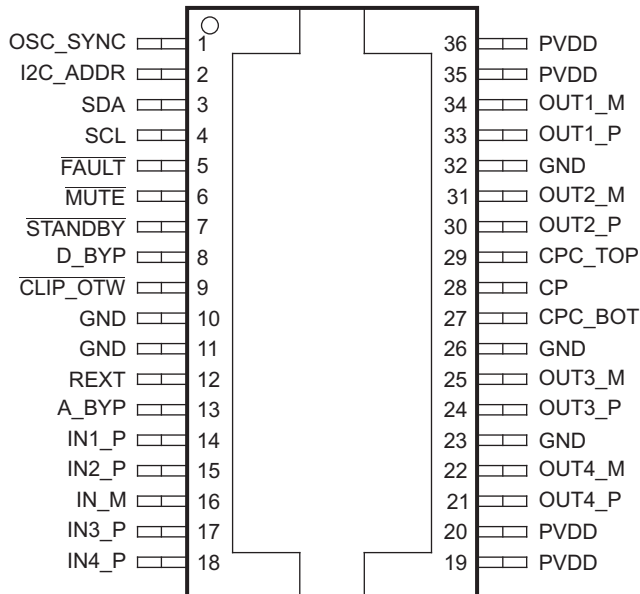 OSC_SYNC 1 36 PVDD
I2C_ADDR 2 35 PVDD
SDA 3 34 OUT1_M
SCL 4 33 OUT1_P
FAULT 5 32 GND
MUTE 6 31 OUT2_M
STANDBY 7 30 OUT2_P
D_BYP 8 29 CPC_TOP
CLIP_OTW 9 28 CP
GND 10 27 CPC_BOT
GND 11 26 GND
REXT 12 25 OUT3_M
A_BYP 13 24 OUT3_P
IN1_P 14 23 GND
IN2_P 15 22 OUT4_M
IN_M 16 21 OUT4_P
IN3_P 17 20 PVDD
IN4_P 18 19 PVDD